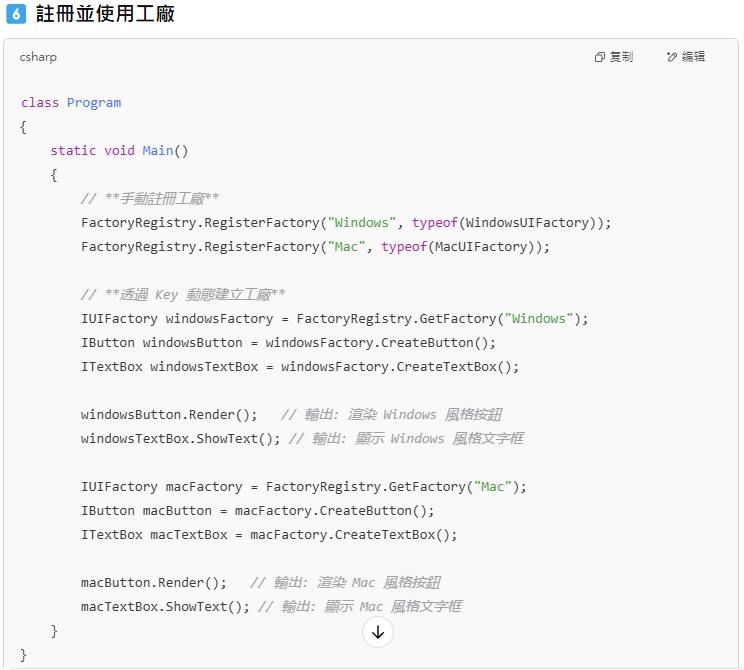 6 註冊並使用工廠
csharp 复制 编辑
class Program
{
    static void Main()
    {
        // **手動註冊工廠**
        FactoryRegistry.RegisterFactory("Windows", typeof(WindowsUIFactory));
        FactoryRegistry.RegisterFactory("Mac", typeof(MacUIFactory));

        // **透過 Key 動態建立工廠**
        IUIFactory windowsFactory = FactoryRegistry.GetFactory("Windows");
        IButton windowsButton = windowsFactory.CreateButton();
        ITextBox windowsTextBox = windowsFactory.CreateTextBox();

        windowsButton.Render();   // 輸出: 渲染 Windows 風格按鈕
        windowsTextBox.ShowText(); // 輸出: 顯示 Windows 風格文字框

        IUIFactory macFactory = FactoryRegistry.GetFactory("Mac");
        IButton macButton = macFactory.CreateButton();
        ITextBox macTextBox = macFactory.CreateTextBox();

        macButton.Render();   // 輸出: 渲染 Mac 風格按鈕
        macTextBox.ShowText(); // 輸出: 顯示 Mac 風格文字框
    }
}